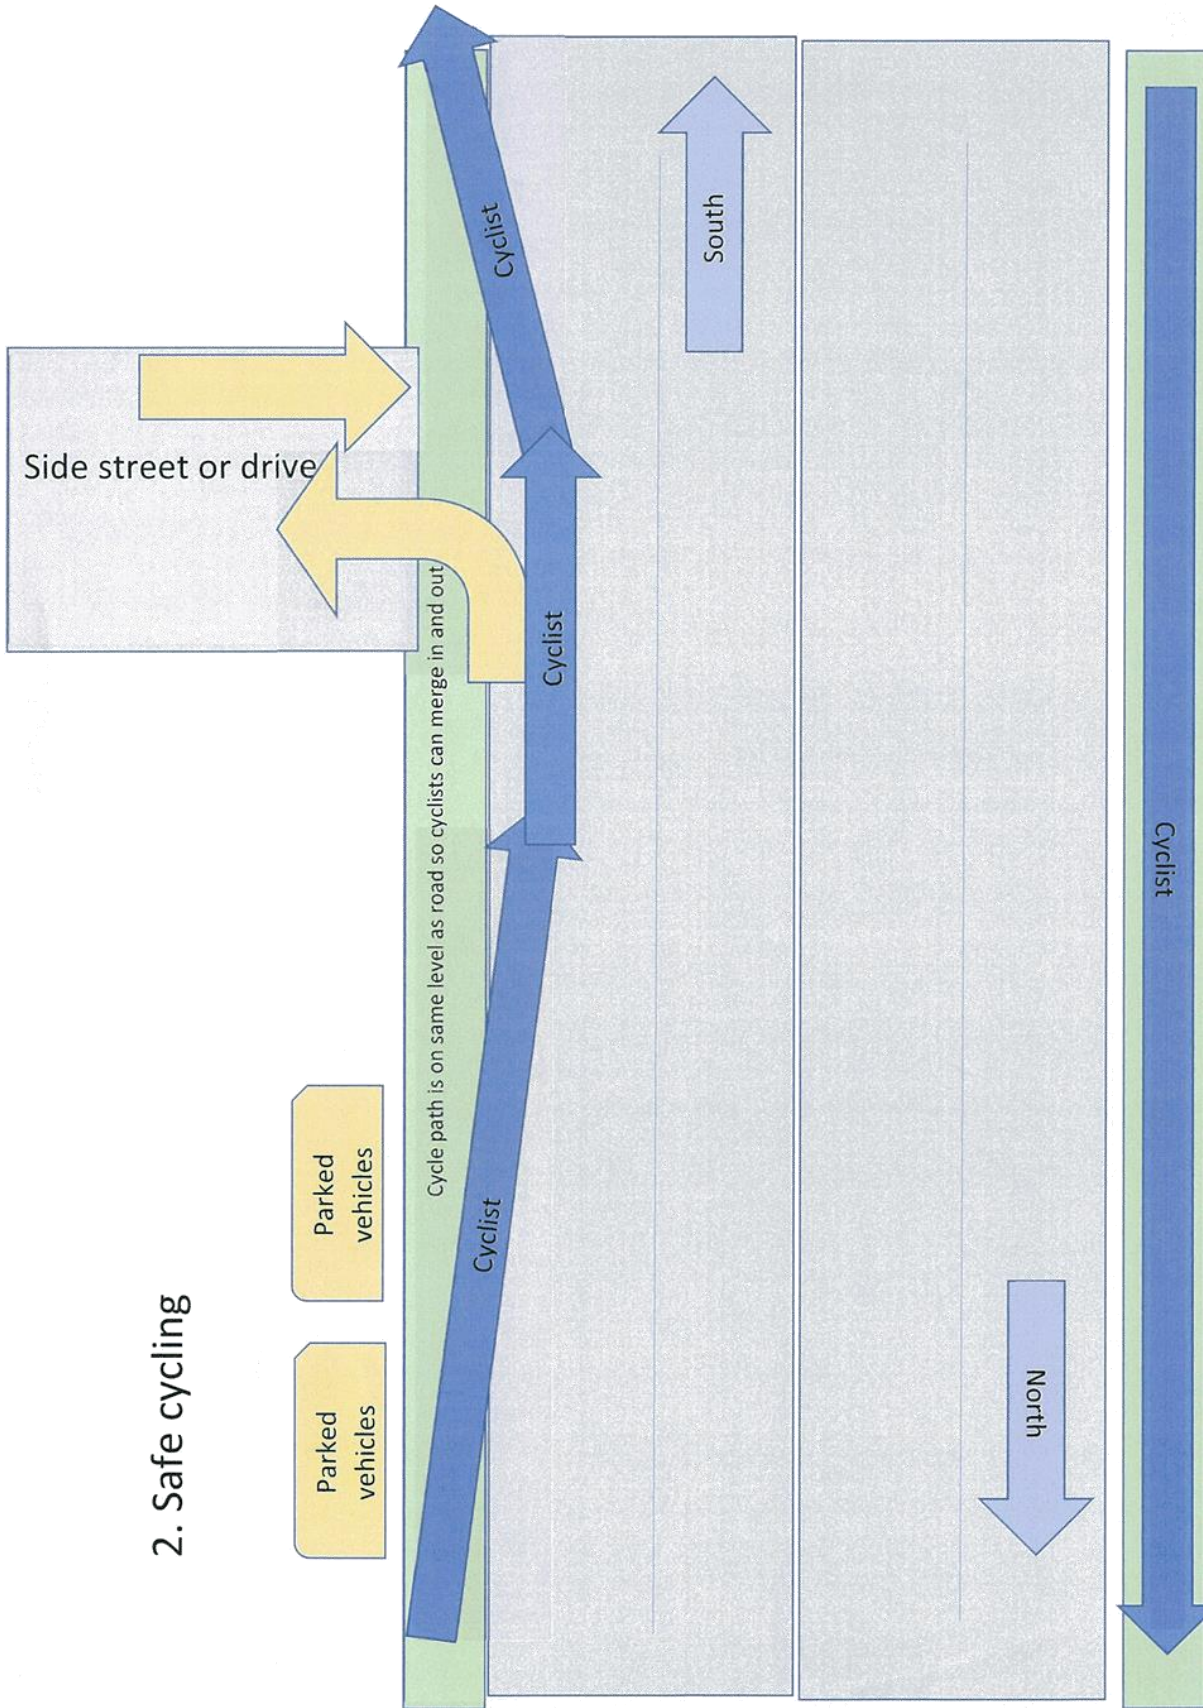 2. Safe cycling
Parked
vehicles
Parked
vehicles
Side street or drive
Cycle path is on same level as road so cyclists can merge in and out
Cyclist
Cyclist
Cyclist
South
North
Cyclist